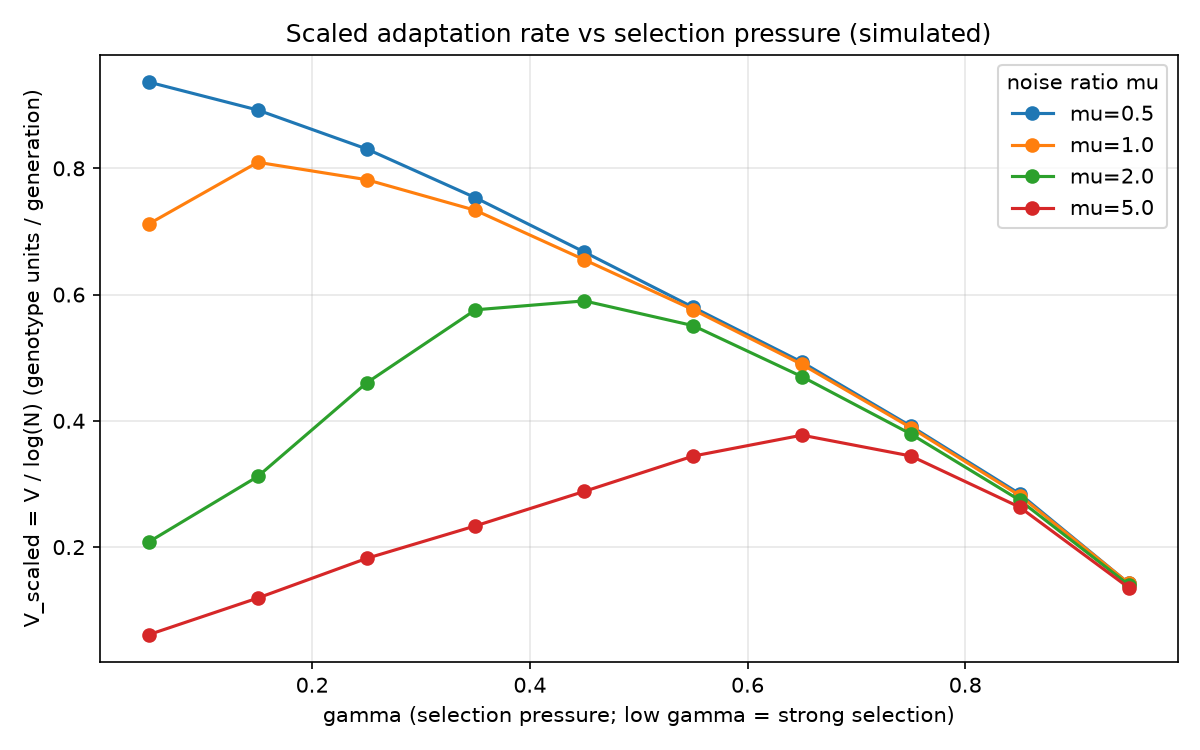 Scaled adaptation rate vs selection pressure (simulated)
V_scaled = V / log(N) (genotype units / generation)
0.8
0.6
0.4
0.2
noise ratio mu
mu=0.5
mu=1.0
mu=2.0
mu=5.0
0.2
0.4
0.6
0.8
gamma (selection pressure; low gamma = strong selection)